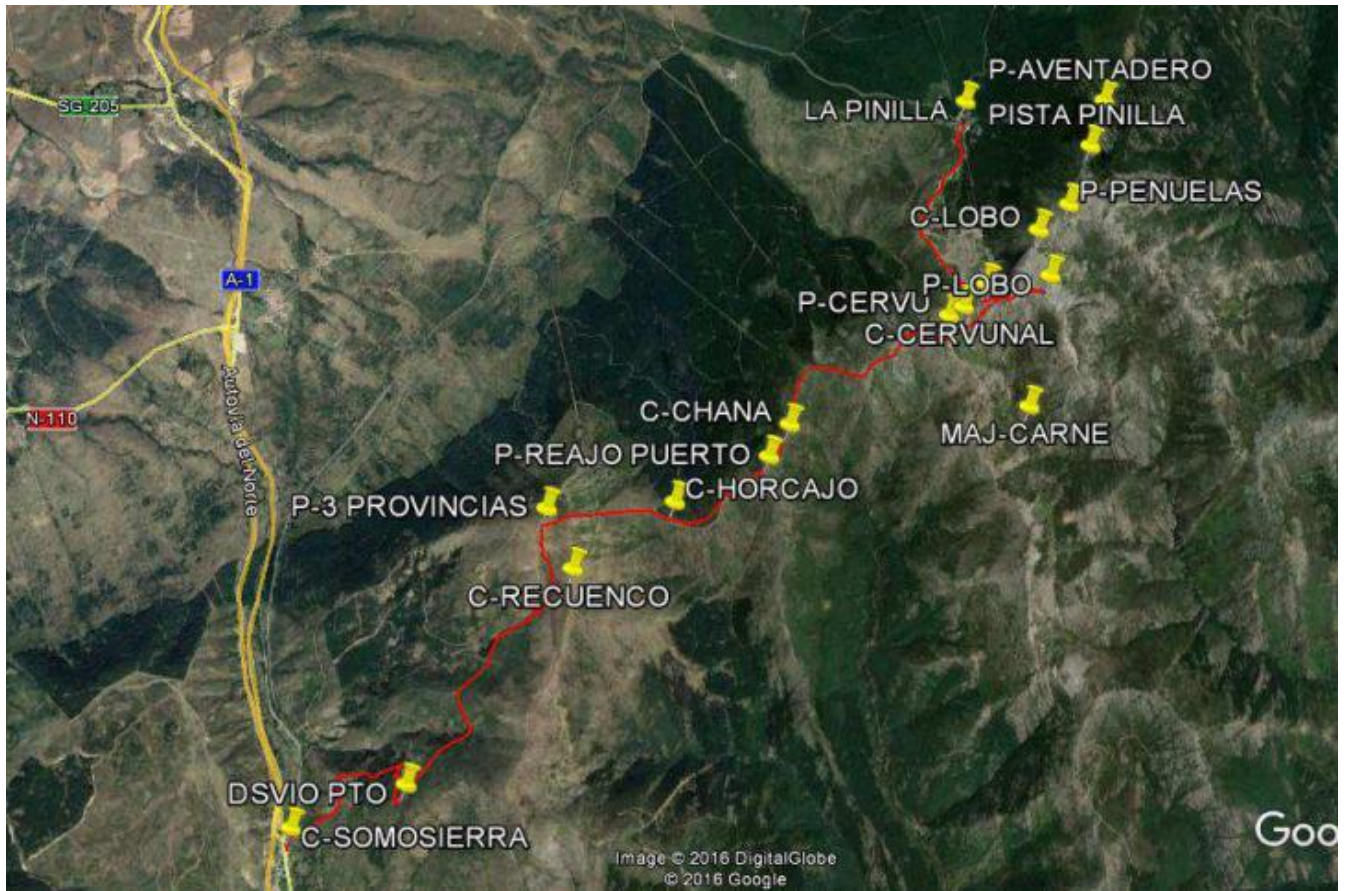 P-AVENTADERO
SG-205
LA PINILLA
PISTA PINILLA
P-PENUELAS
C-LOBO
A-1
P-LOBO
P-CERVU
C-CERVUNAL
Autovía del Norte
N-110
C-CHANA
MAJ-CARNE
P-REAJO PUERTO
C-HORCAJO
P-3 PROVINCIAS
C-RECUENCO
DSVIO PTO
C-SOMOSIERRA
Goo
Image © 2016 DigitalGlobe
© 2016 Google